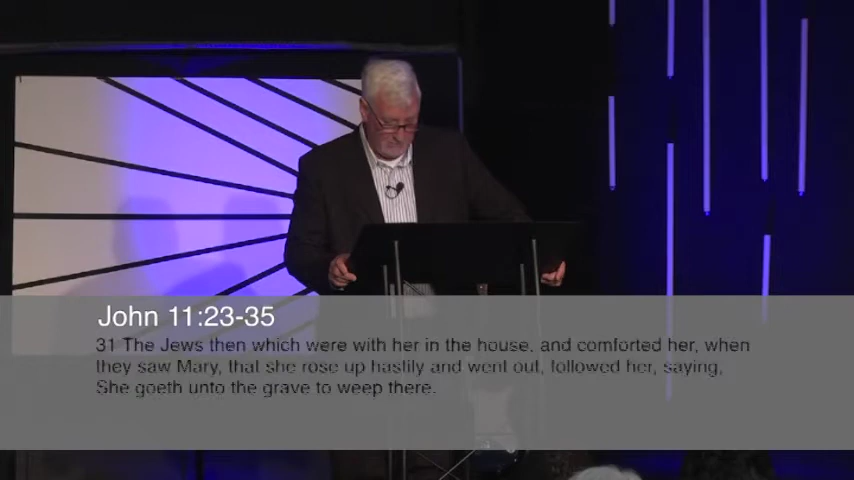 John 11:23-35
31 The Jews then which were with her in the house, and comforted her, when
they saw Mary, that she rose up hastily and went out, followed her, saying,
She goeth unto the grave to weep there.